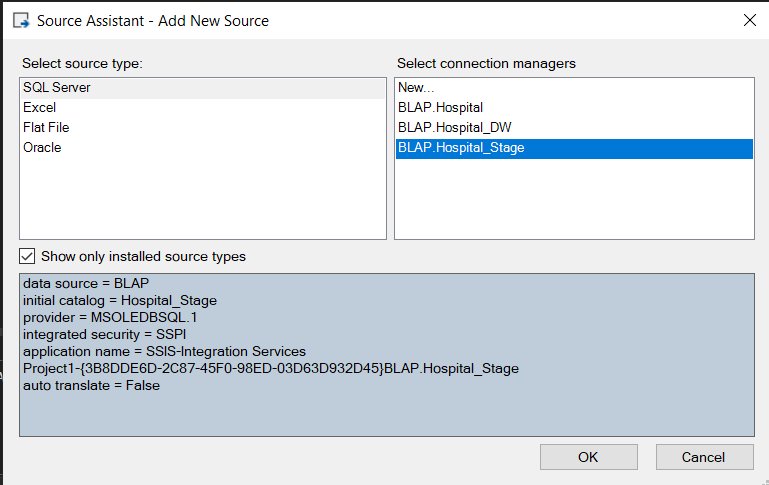 Source Assistant - Add New Source
Select source type:
SQL Server
Excel
Flat File
Oracle
Select connection managers
New...
BLAP.Hospital
BLAP.Hospital_DW
BLAP.Hospital_Stage
Show only installed source types
data source = BLAP
initial catalog = Hospital_Stage
provider = MSOLEDBSQL.1
integrated security = SSPI
application name = SSIS-Integration Services
Project1-{3B8DDE6D-2C87-45F0-98ED-03D63D932D45}BLAP.Hospital_Stage
auto translate = False
OK
Cancel